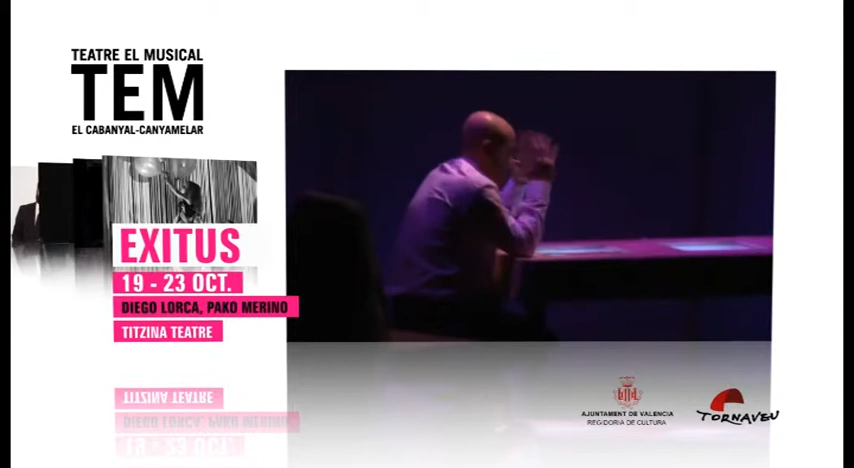 TEATRE EL MUSICAL
TEM
EL CABANYAL-CANYAMELAR
EXITUS
19 - 23 OCT.
DIEGO LORCA, PAKO MERINO
TITZINA TEATRE
AJUNTAMENT DE VALENCIA
REGIDORIA DE CULTURA
TORNAVEU